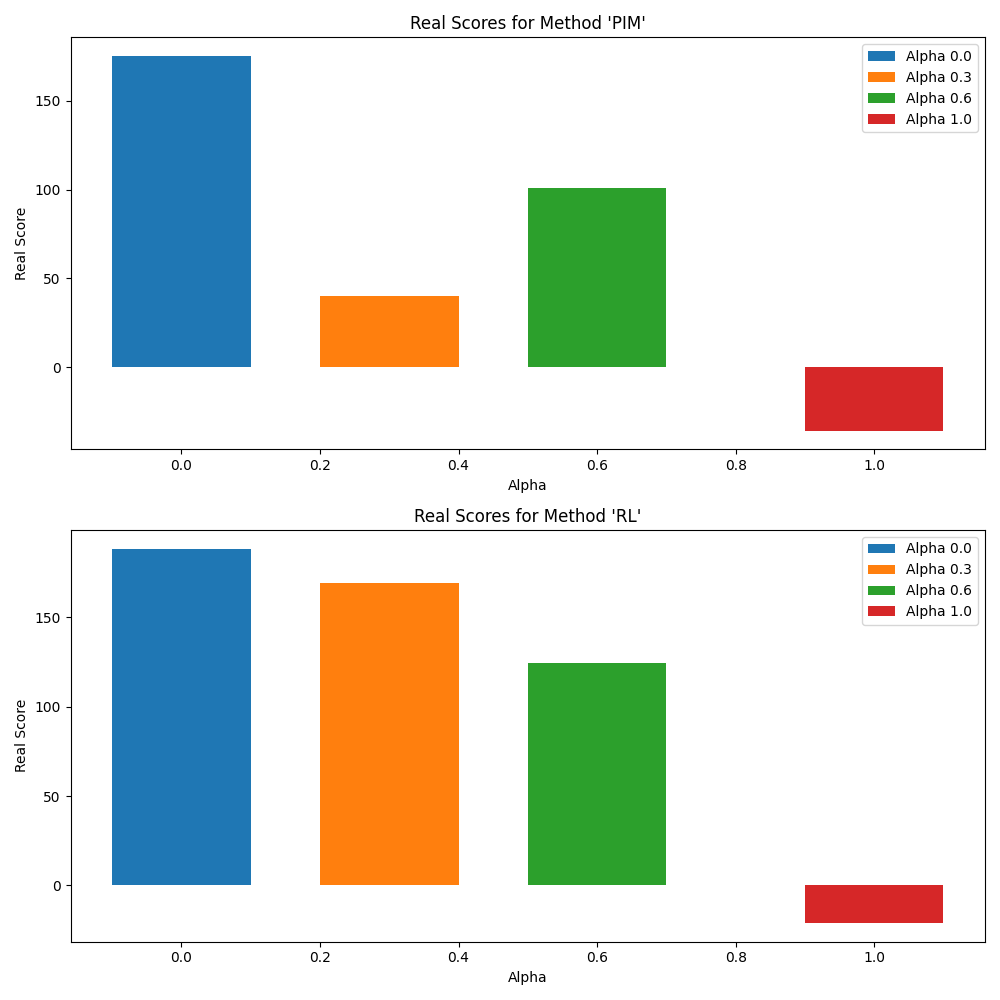 Real Scores for Method 'PIM'
Alpha 0.0
Alpha 0.3
Alpha 0.6
Alpha 1.0
Real Score
150
100
50
0
0.0 0.2 0.4 0.6 0.8 1.0
Alpha
Real Scores for Method 'RL'
Alpha 0.0
Alpha 0.3
Alpha 0.6
Alpha 1.0
Real Score
150
100
50
0
0.0 0.2 0.4 0.6 0.8 1.0
Alpha